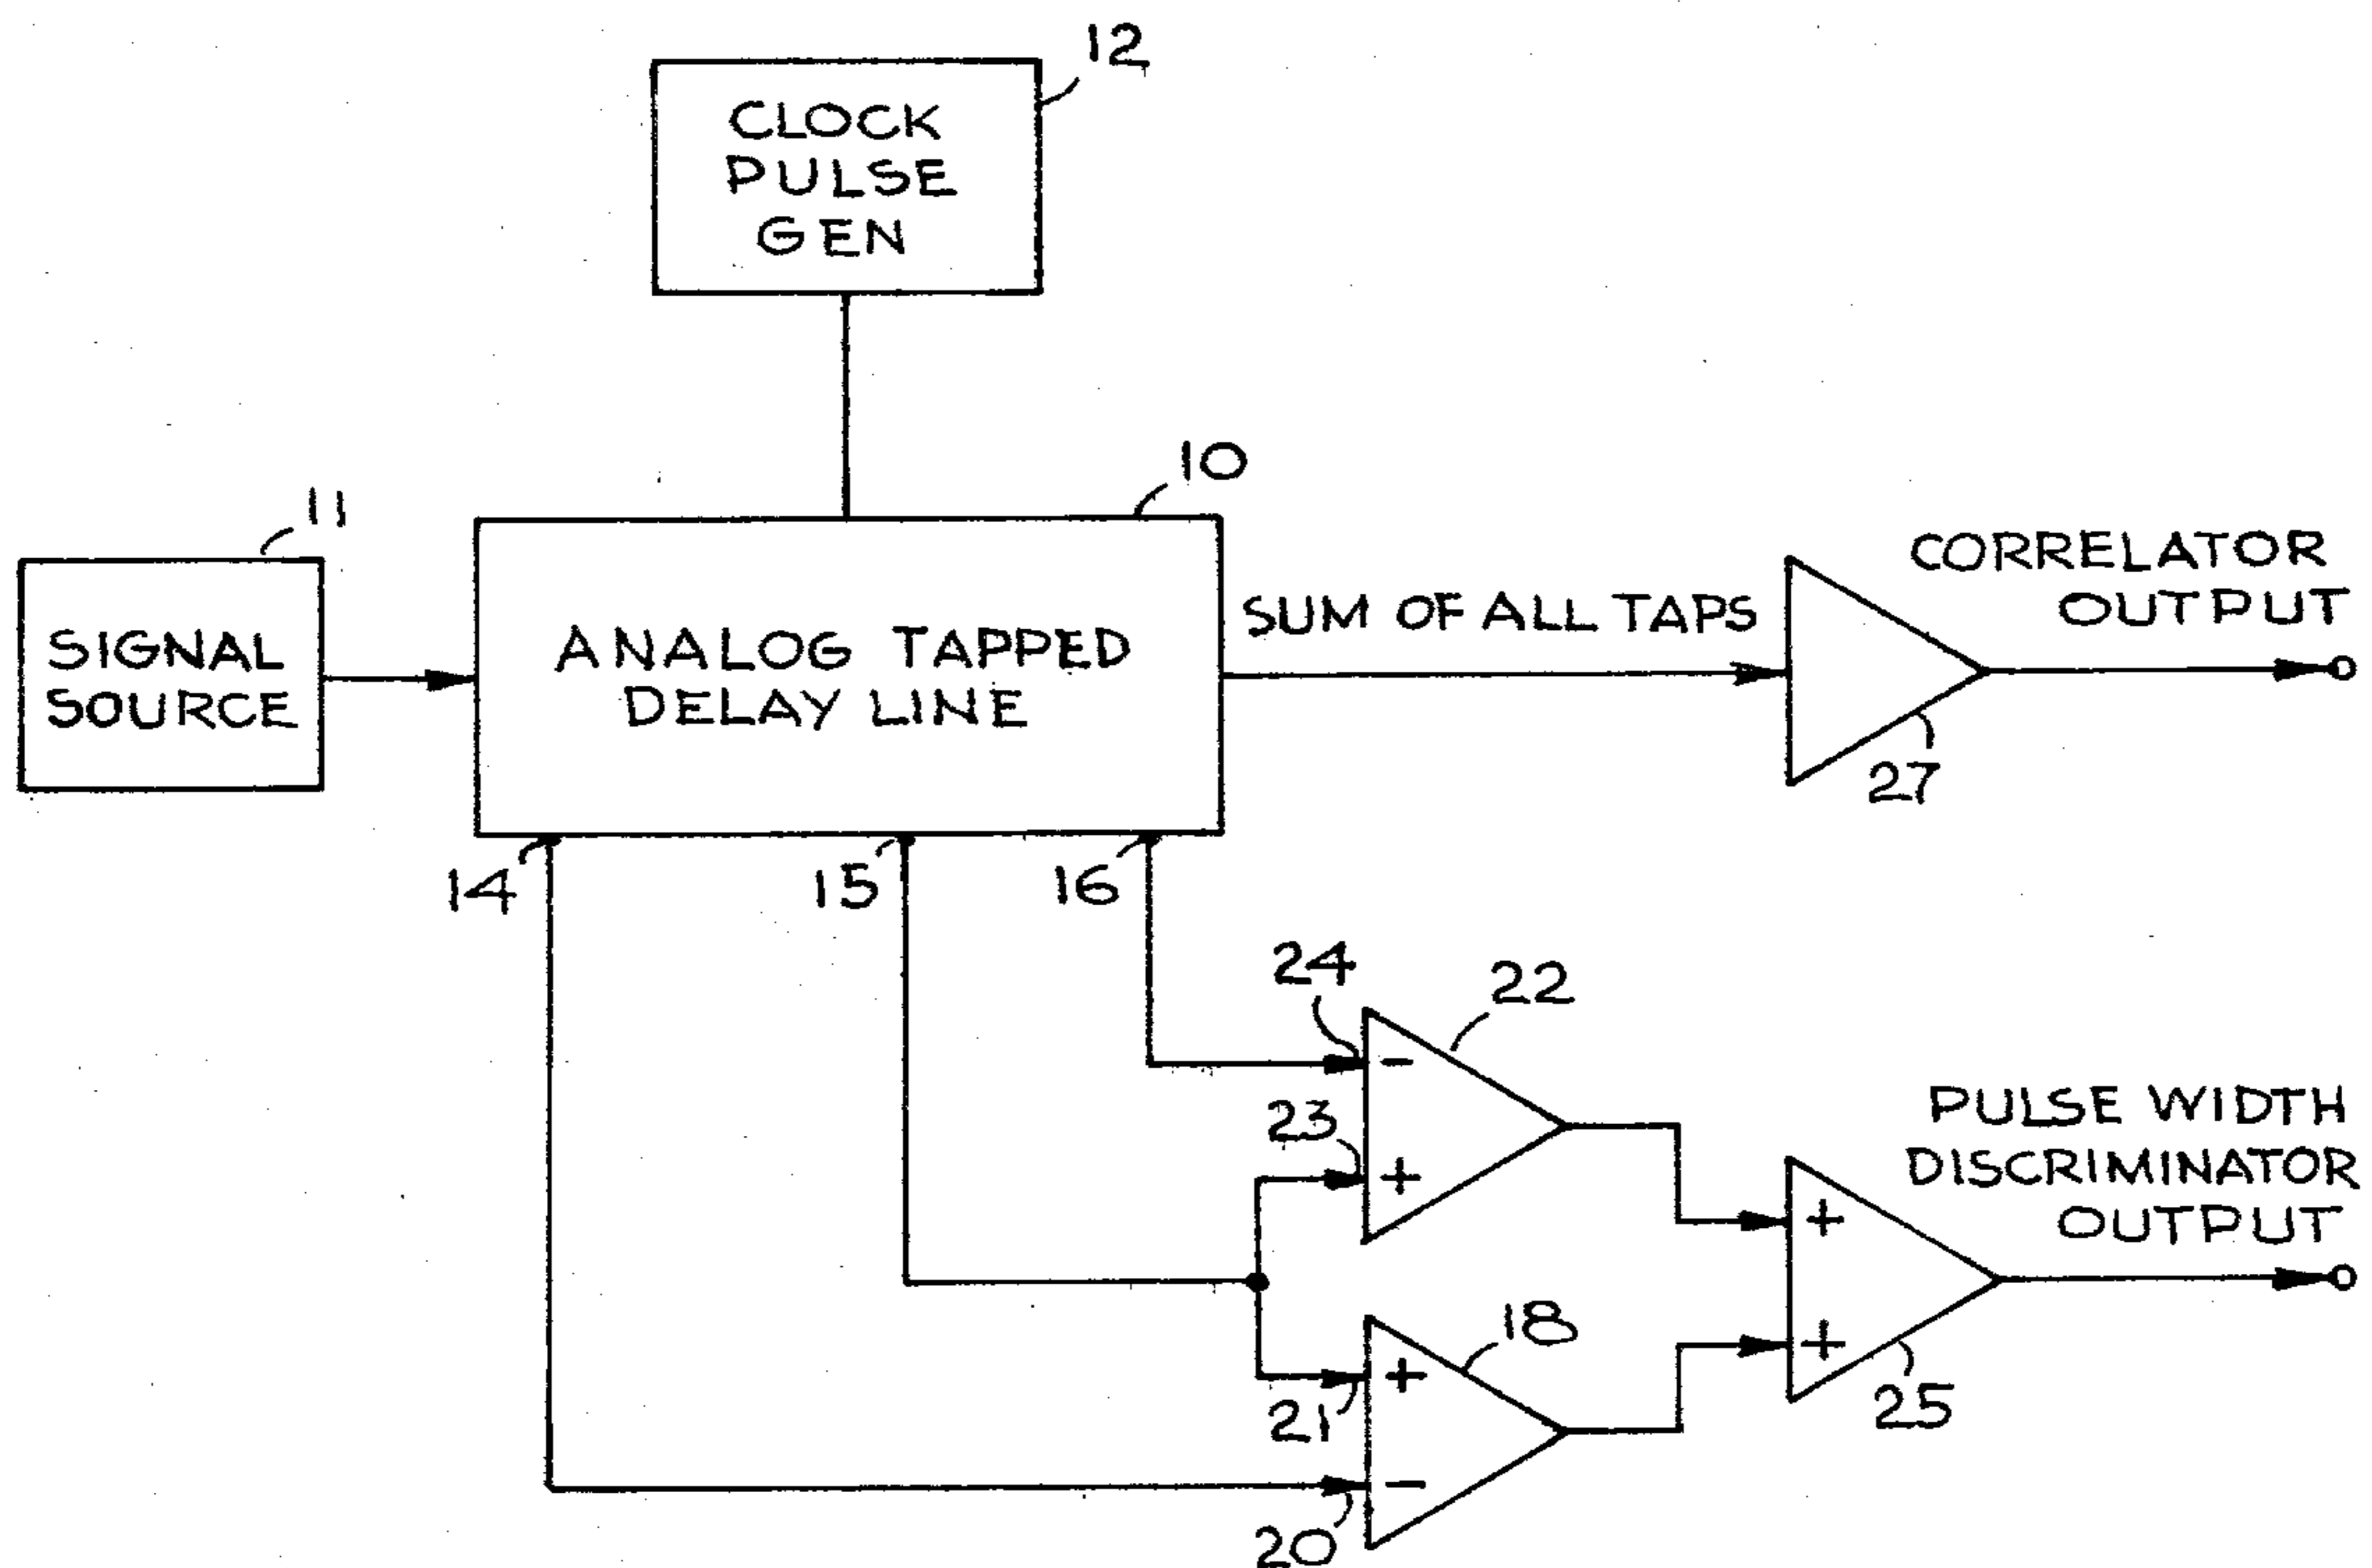 12
CLOCK
PULSE
GEN
10
11
SIGNAL
SOURCE
ANALOG TAPPED
DELAY LINE
SUM OF ALL TAPS
CORRELATOR
OUTPUT
27
14
15
16
24
22
-
23
+
PULSE WIDTH
DISCRIMINATOR
OUTPUT
+
18
+
21
+
25
-
20